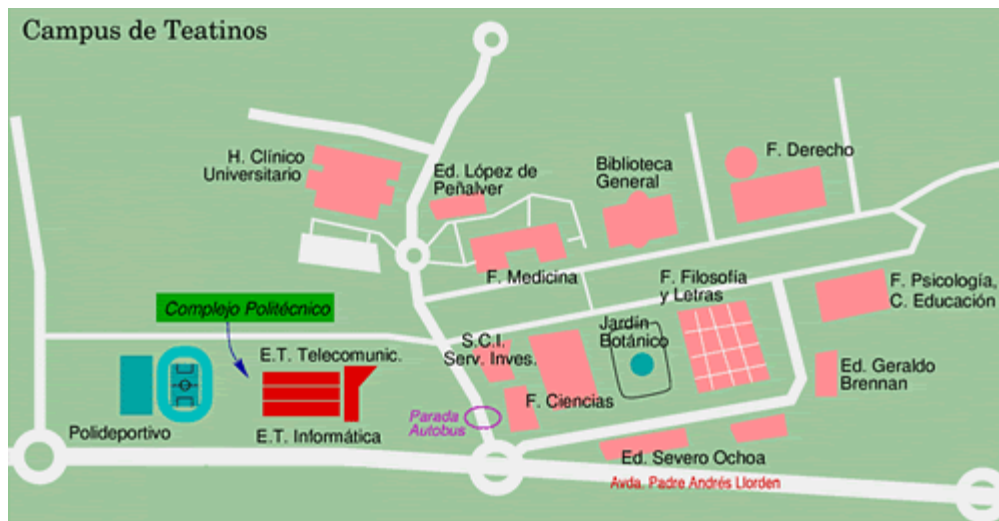 Campus de Teatinos
H. Clínico
Universitario
Ed. López de
Peñalver
Biblioteca
General
F. Derecho
F. Medicina
F. Filosofía
y Letras
F. Psicología,
C. Educación
Complejo Politécnico
S.C.I.
Serv. Inves.
Jardín
Botánico
E.T. Telecomunic.
Ed. Geraldo
Brennan
F. Ciencias
Parada
Autobus
Polideportivo
E.T. Informática
Ed. Severo Ochoa
Avda. Padre Andrés Llorden